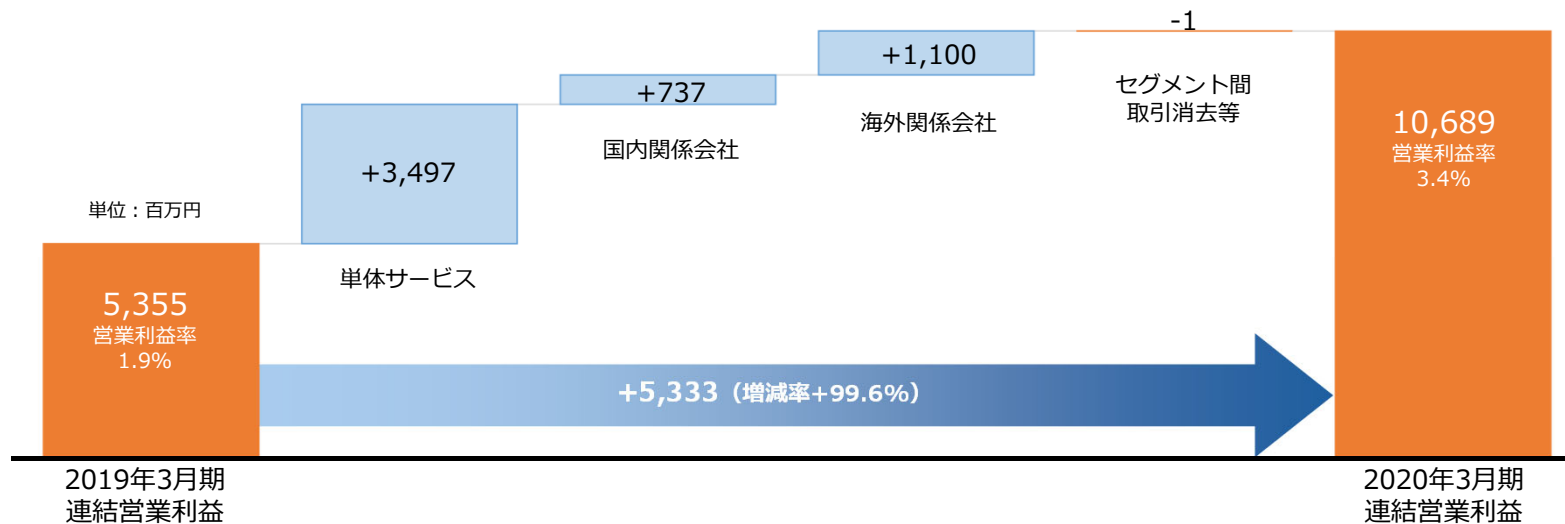 単位：百万円
5,355
営業利益率
1.9%
+3,497
単体サービス
+737
国内関係会社
+1,100
海外関係会社
-1
セグメント間
取引消去等
10,689
営業利益率
3.4%
+5,333（増減率+99.6%）
2019年3月期
連結営業利益
2020年3月期
連結営業利益